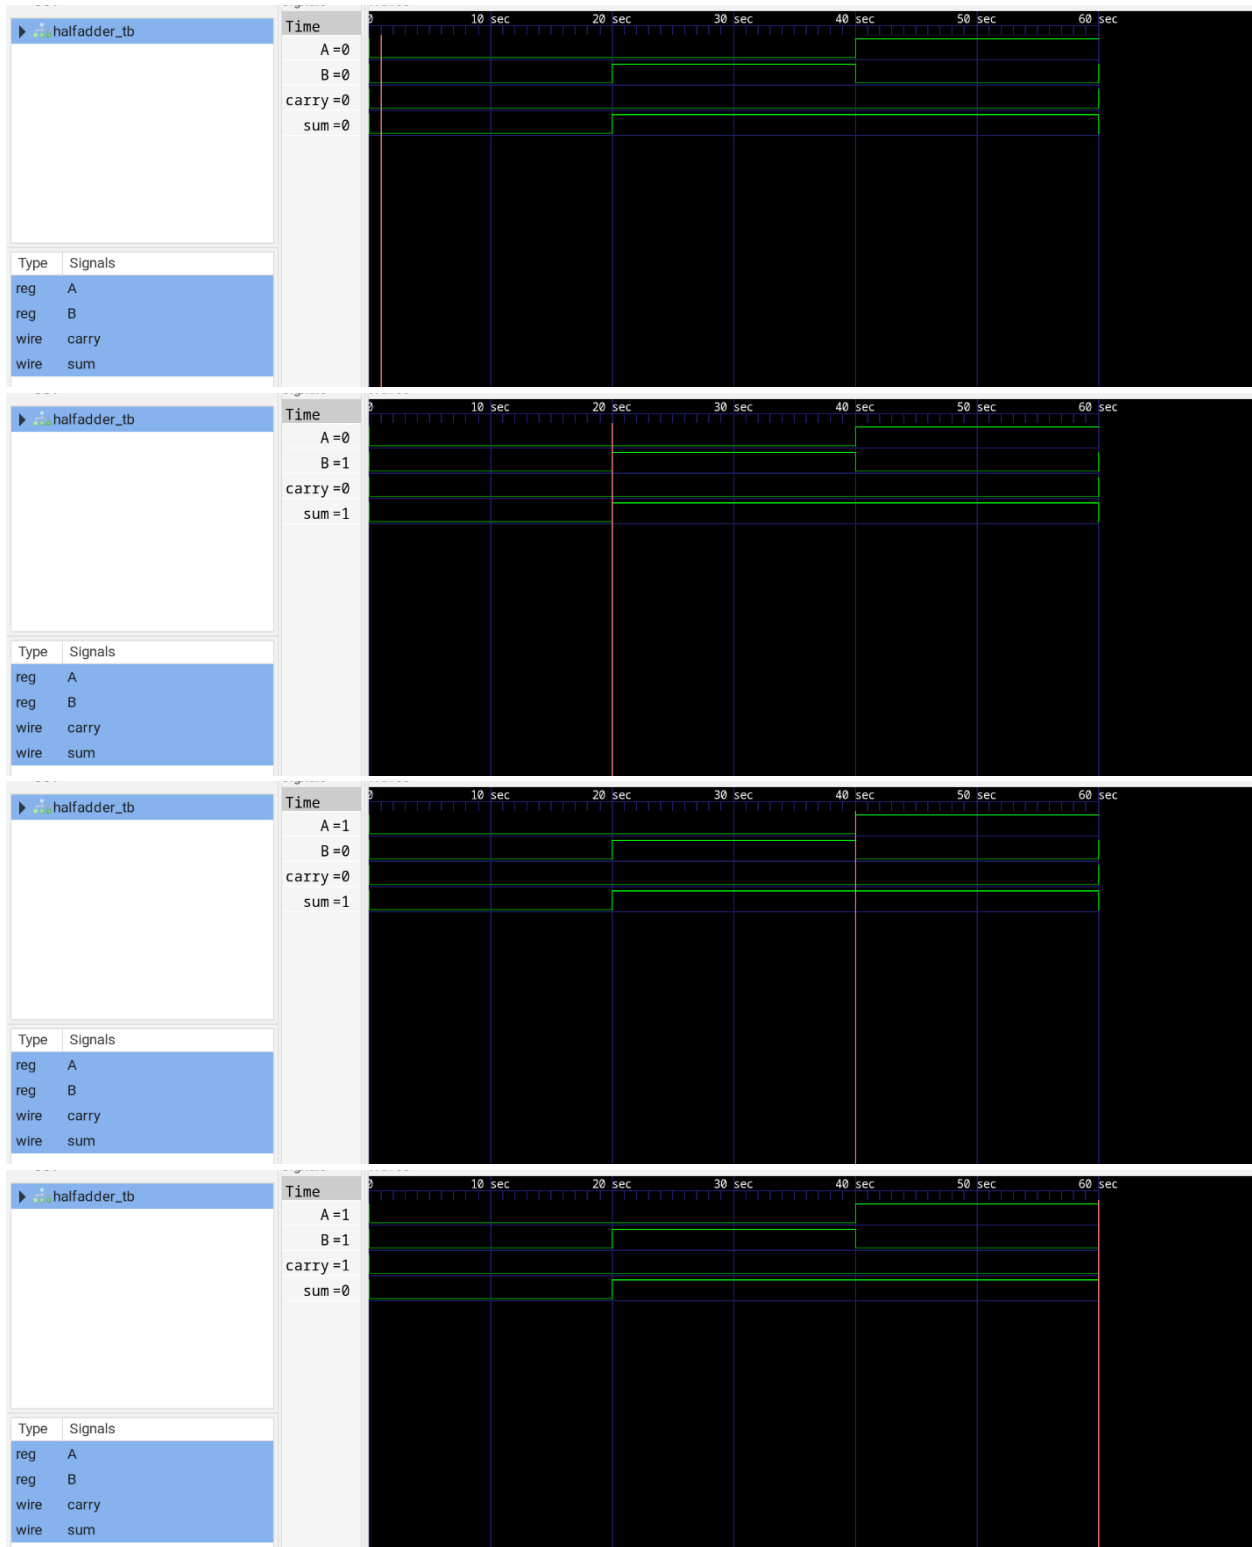 halfadder_tb
Time
0 10 sec 20 sec 30 sec 40 sec 50 sec 60 sec
A=0
B=0
carry=0
sum=0
Type Signals
reg A
reg B
wire carry
wire sum
halfadder_tb
Time
0 10 sec 20 sec 30 sec 40 sec 50 sec 60 sec
A=0
B=1
carry=0
sum=1
Type Signals
reg A
reg B
wire carry
wire sum
halfadder_tb
Time
0 10 sec 20 sec 30 sec 40 sec 50 sec 60 sec
A=1
B=0
carry=0
sum=1
Type Signals
reg A
reg B
wire carry
wire sum
halfadder_tb
Time
0 10 sec 20 sec 30 sec 40 sec 50 sec 60 sec
A=1
B=1
carry=1
sum=0
Type Signals
reg A
reg B
wire carry
wire sum